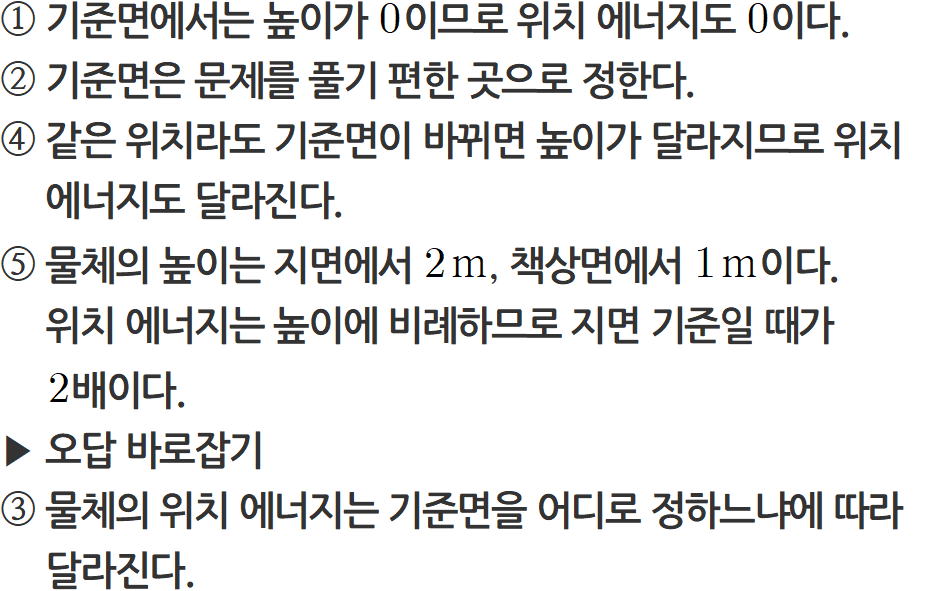 ① 기준면에서는 높이가 0이므로 위치 에너지도 0이다.
② 기준면은 문제를 풀기 편한 곳으로 정한다.
④ 같은 위치라도 기준면이 바뀌면 높이가 달라지므로 위치
에너지도 달라진다.
⑤ 물체의 높이는 지면에서 2m, 책상면에서 1m이다.
위치 에너지는 높이에 비례하므로 지면 기준일 때가
2배이다.
▶ 오답 바로잡기
③ 물체의 위치 에너지는 기준면을 어디로 정하느냐에 따라
달라진다.